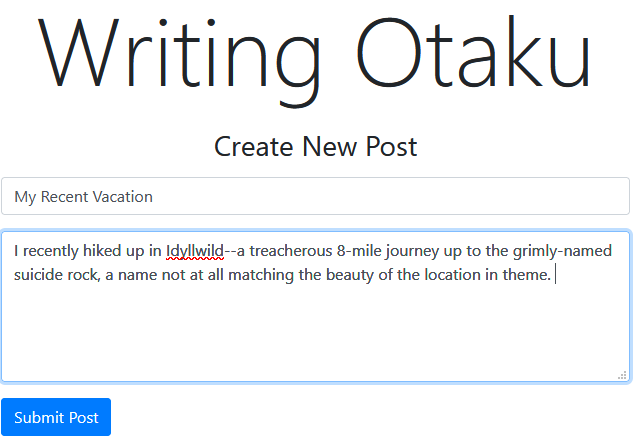 Writing Otaku
Create New Post
My Recent Vacation
I recently hiked up in Idyllwild--a treacherous 8-mile journey up to the grimly-named
suicide rock, a name not at all matching the beauty of the location in theme.
Submit Post